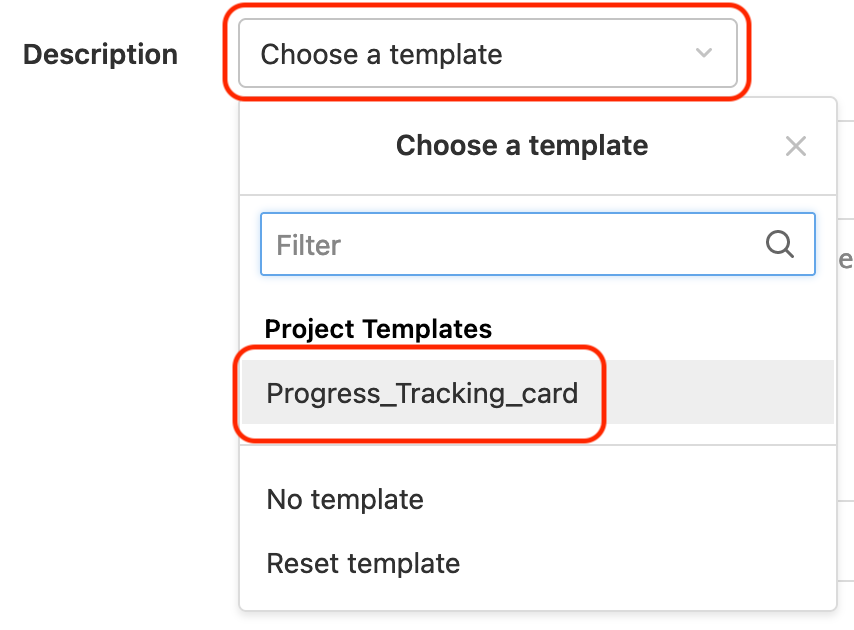 Description
Choose a template
Choose a template
Filter
Project Templates
Progress_Tracking_card
No template
Reset template
e